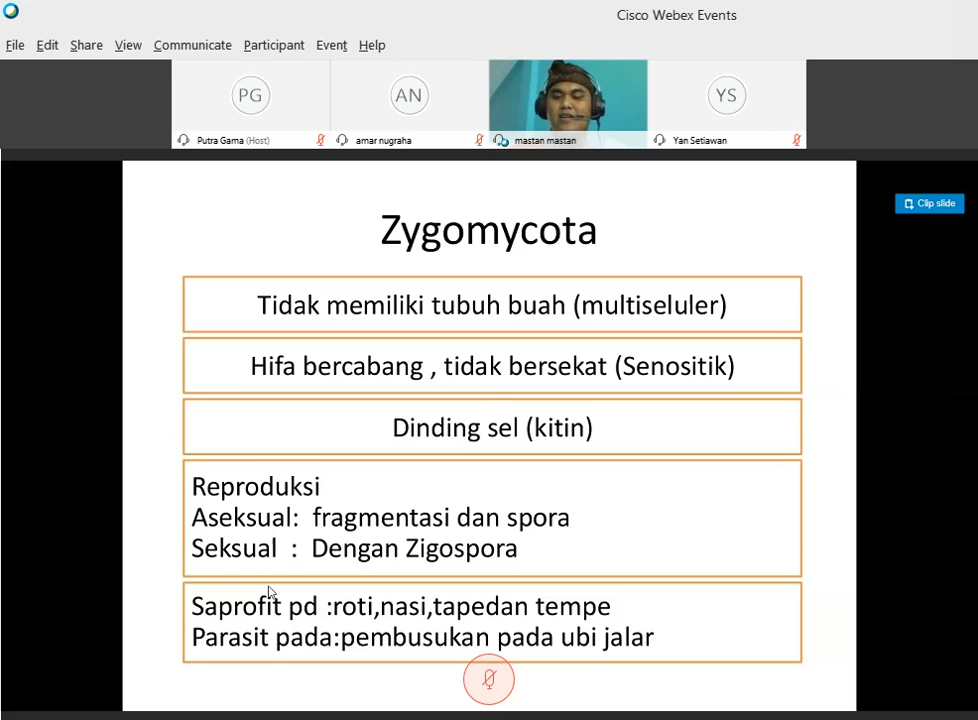 Cisco Webex Events
File Edit Share View Communicate Participant Event Help
PG AN YS
Putra Gama (Host) amar nugraha mastan mastan Yan Setiawan
Clip slide
Zygomycota
Tidak memiliki tubuh buah (multiseluler)
Hifa bercabang , tidak bersekat (Senositik)
Dinding sel (kitin)
Reproduksi
Aseksual: fragmentasi dan spora
Seksual : Dengan Zigospora
Saprofit pd :roti,nasi,tapedan tempe
Parasit pada:pembusukan pada ubi jalar